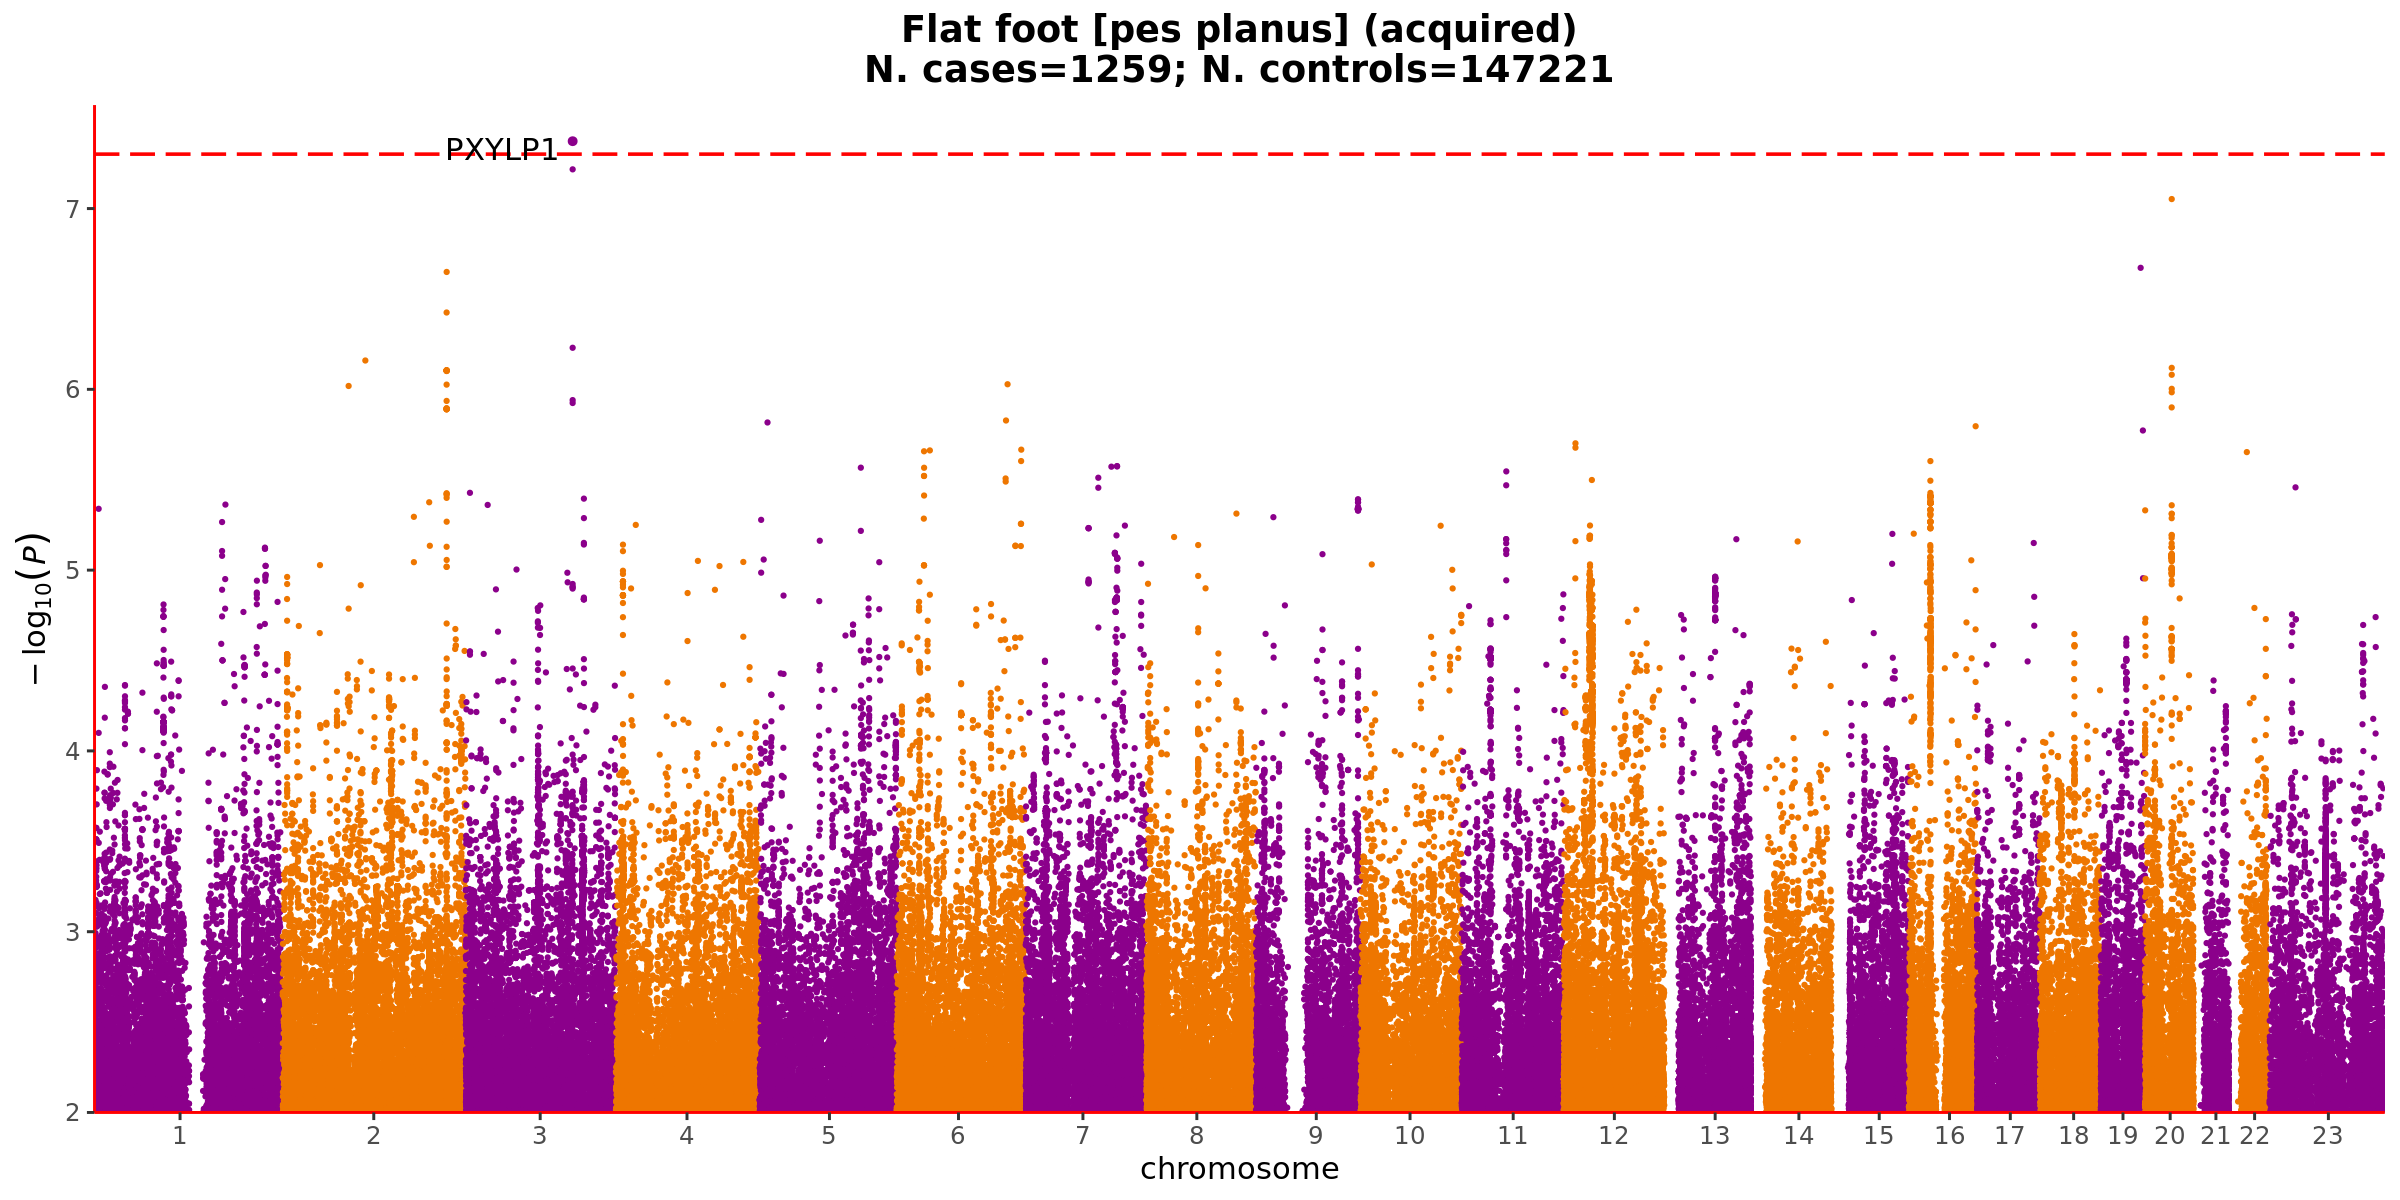 Flat foot [pes planus] (acquired)
N. cases=1259; N. controls=147221
PXYLP1
7
6
5
4
3
2
−log10(P)
1 2 3 4 5 6 7 8 9 10 11 12 13 14 15 16 17 18 19 20 21 22 23
chromosome